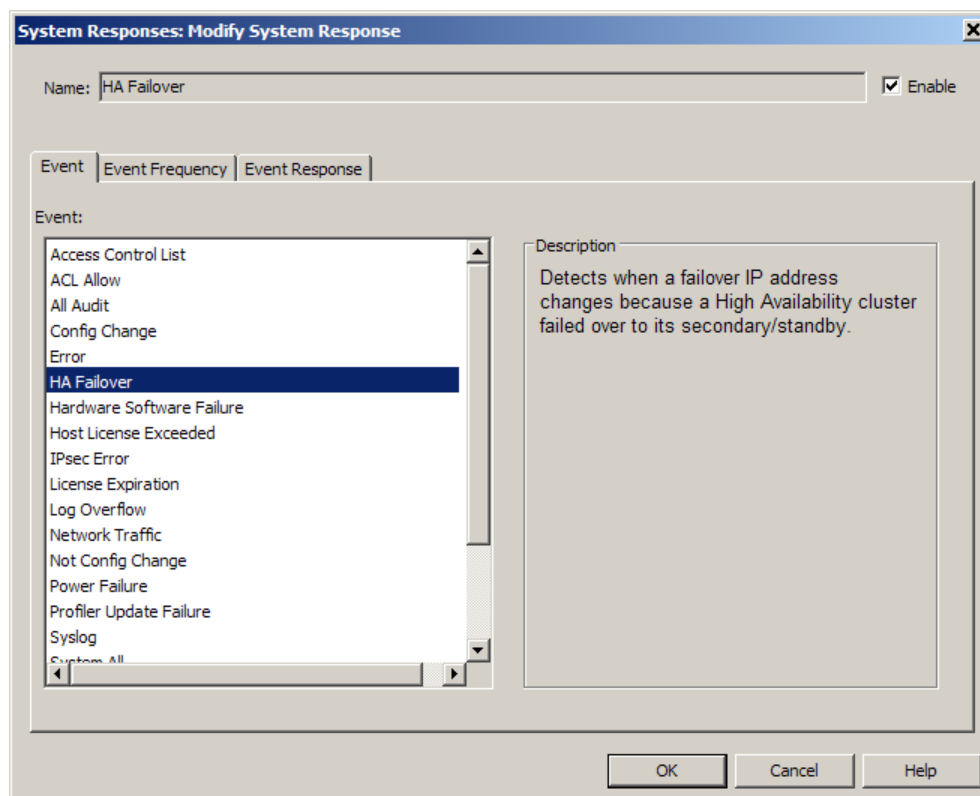 System Responses: Modify System Response
Name: HA Failover Enable
Event Event Frequency Event Response
Event:
Access Control List
ACL Allow
All Audit
Config Change
Error
HA Failover
Hardware Software Failure
Host License Exceeded
IPsec Error
License Expiration
Log Overflow
Network Traffic
Not Config Change
Power Failure
Profiler Update Failure
Syslog
System All
Description
Detects when a failover IP address
changes because a High Availability cluster
failed over to its secondary/standby.
OK Cancel Help